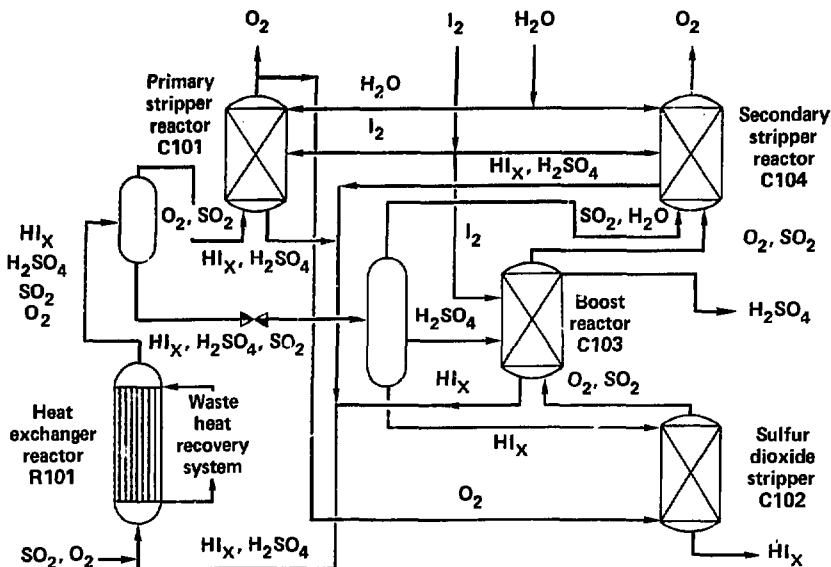 O2
I2
H2O
O2
Primary
stripper
reactor
C101
H2O
I2
HIX, H2SO4
Secondary
stripper
reactor
C104
O2, SO2
SO2, H2O
HIX
H2SO4
SO2
O2
HIX, H2SO4
I2
O2, SO2
H2SO4
Boost
reactor
C103
H2SO4
HIX, H2SO4, SO2
HIX
O2, SO2
Heat
exchanger
reactor
R101
Waste
heat
recovery
system
HIX
Sulfur
dioxide
stripper
C102
O2
SO2, O2
HIX, H2SO4
HIX